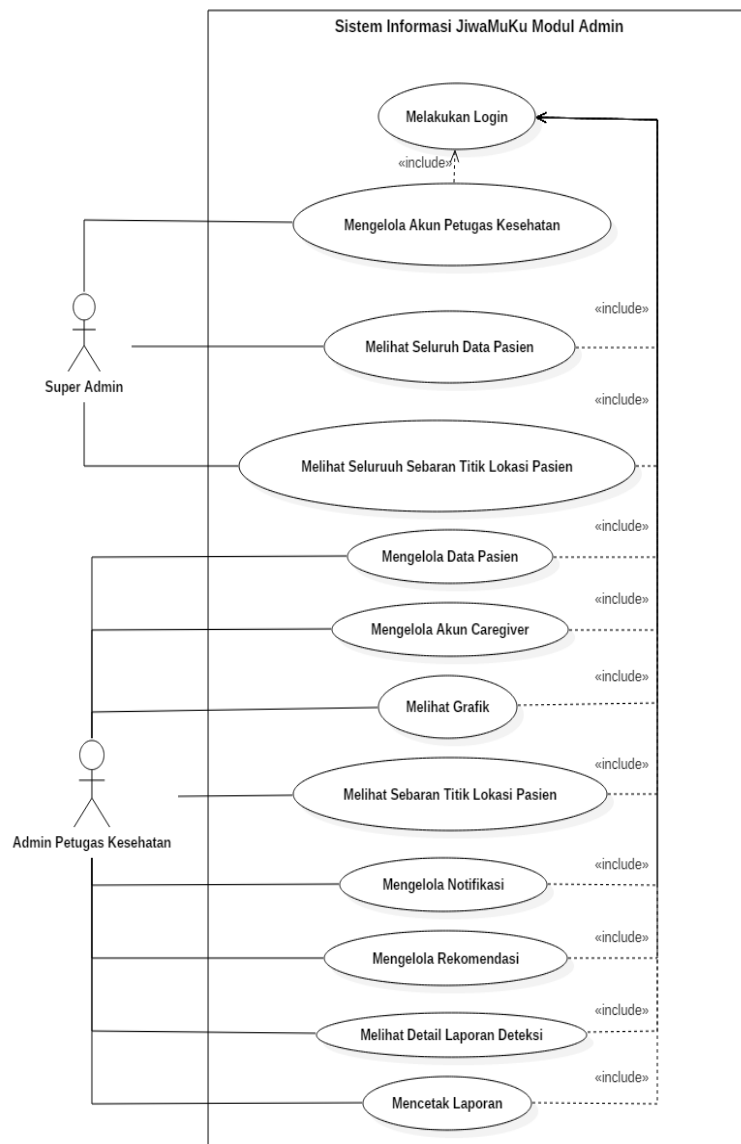 Sistem Informasi JiwaMuKu Modul Admin
Melakukan Login
«include»
Mengelola Akun Petugas Kesehatan
«include»
Melihat Seluruh Data Pasien
Super Admin
«include»
Melihat Seluruuh Sebaran Titik Lokasi Pasien
«include»
Mengelola Data Pasien
«include»
Mengelola Akun Caregiver
«include»
Melihat Grafik
«include»
Melihat Sebaran Titik Lokasi Pasien
Admin Petugas Kesehatan
«include»
Mengelola Notifikasi
«include»
Mengelola Rekomendasi
«include»
Melihat Detail Laporan Deteksi
«include»
Mencetak Laporan